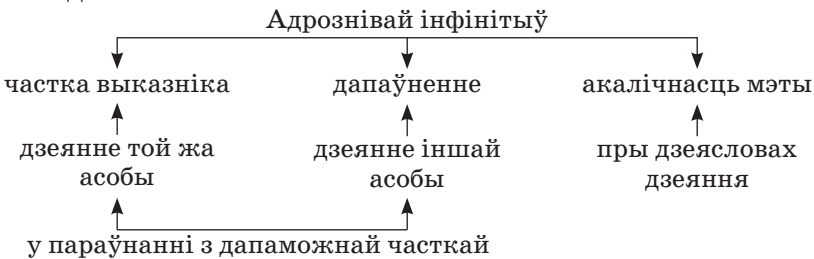 Адрознівай інфінітыў
частка выказніка дапаўненне акалічнасць мэты
дзеянне той жа асобы
дзеянне іншай асобы
пры дзеясловах дзеяння
у параўнанні з дапаможнай часткай